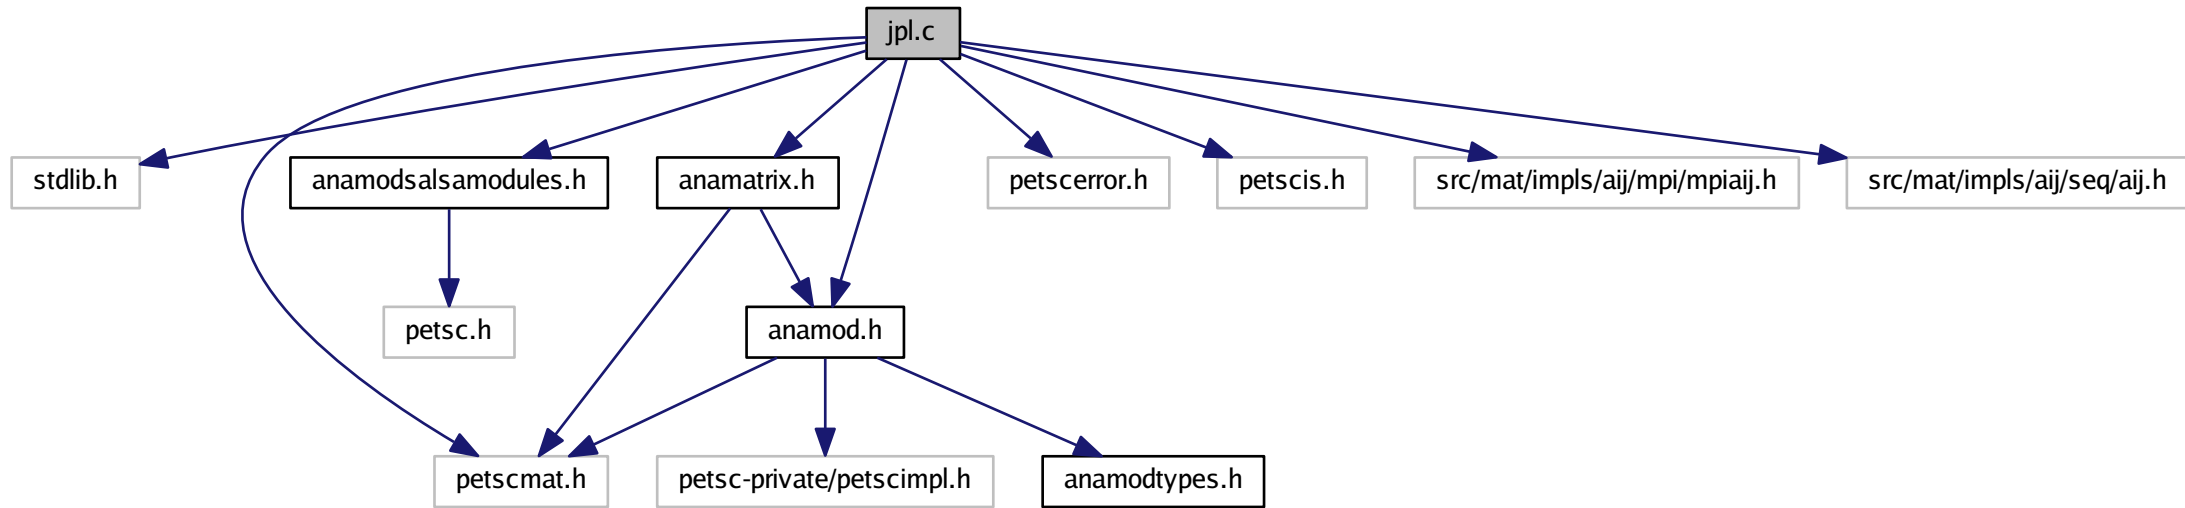 jpl.c
stdlib.h
anamodsalsamodules.h
anamatrix.h
petscerror.h
petscis.h
src/mat/impls/aij/mpi/mpiaij.h
src/mat/impls/aij/seq/aij.h
petsc.h
anamod.h
petscmat.h
petsc-private/petscimpl.h
anamodtypes.h